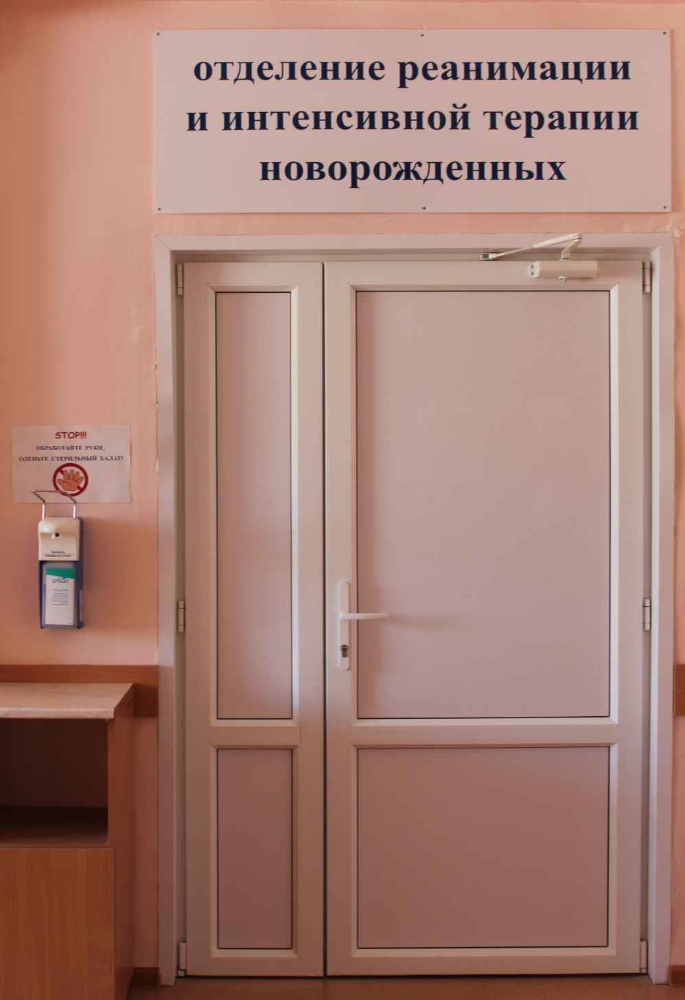 отделение реанимации
и интенсивной терапии
новорожденных
STOP!!!
ОБРАБОТАЙТЕ РУКИ,
ОДЕНЬТЕ СТЕРИЛЬНЫЙ ХАЛАТ!